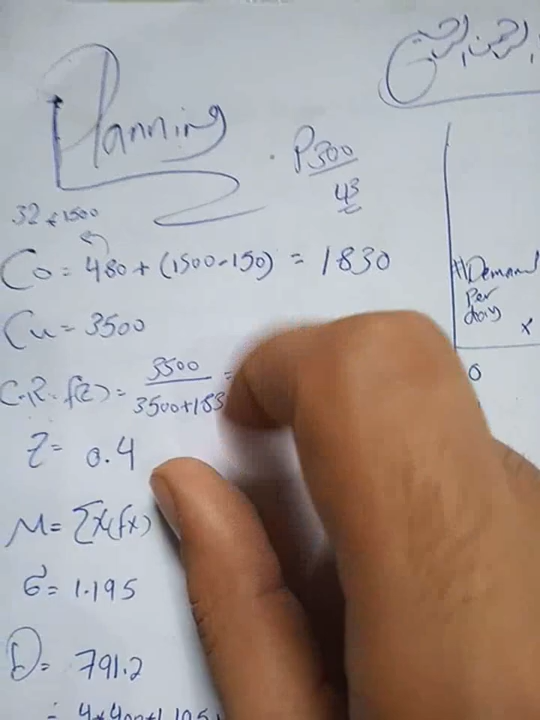 Planning
P300
43
32 * 1500
Co = 480 + (1500-150) = 1830
Cu = 3500
# Demand
Per
day
x
C.R. f(z) = 3500 / 3500+183 =
0
Z = 0.4
M = Σx(fx)
σ = 1.195
D = 791.2